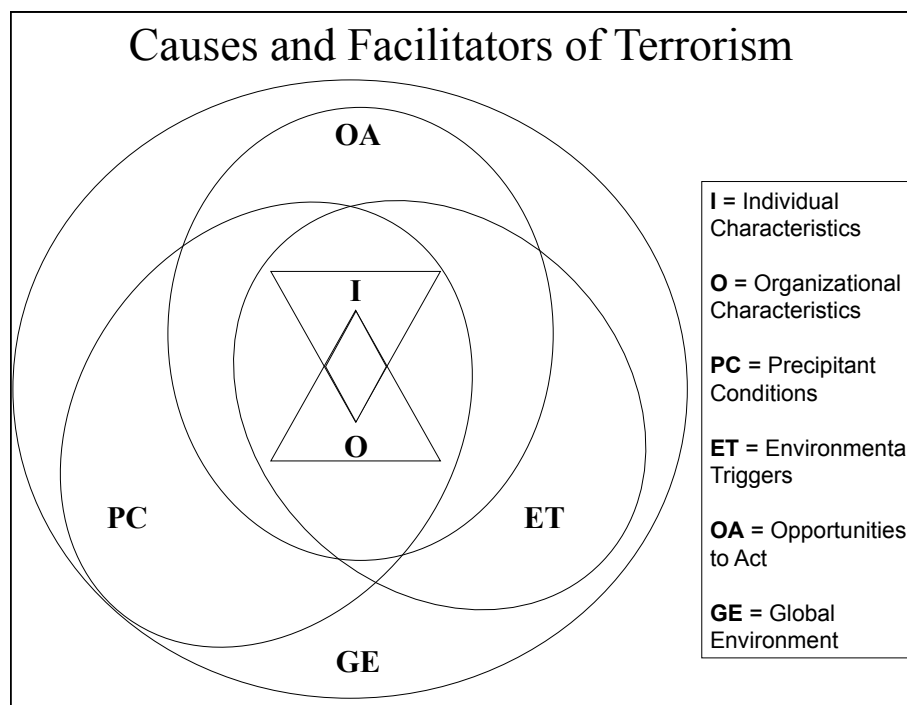 Causes and Facilitators of Terrorism
OA
I
O
PC
ET
GE
I = Individual
Characteristics
O = Organizational
Characteristics
PC = Precipitant
Conditions
ET = Environmenta
Triggers
OA = Opportunities
to Act
GE = Global
Environment